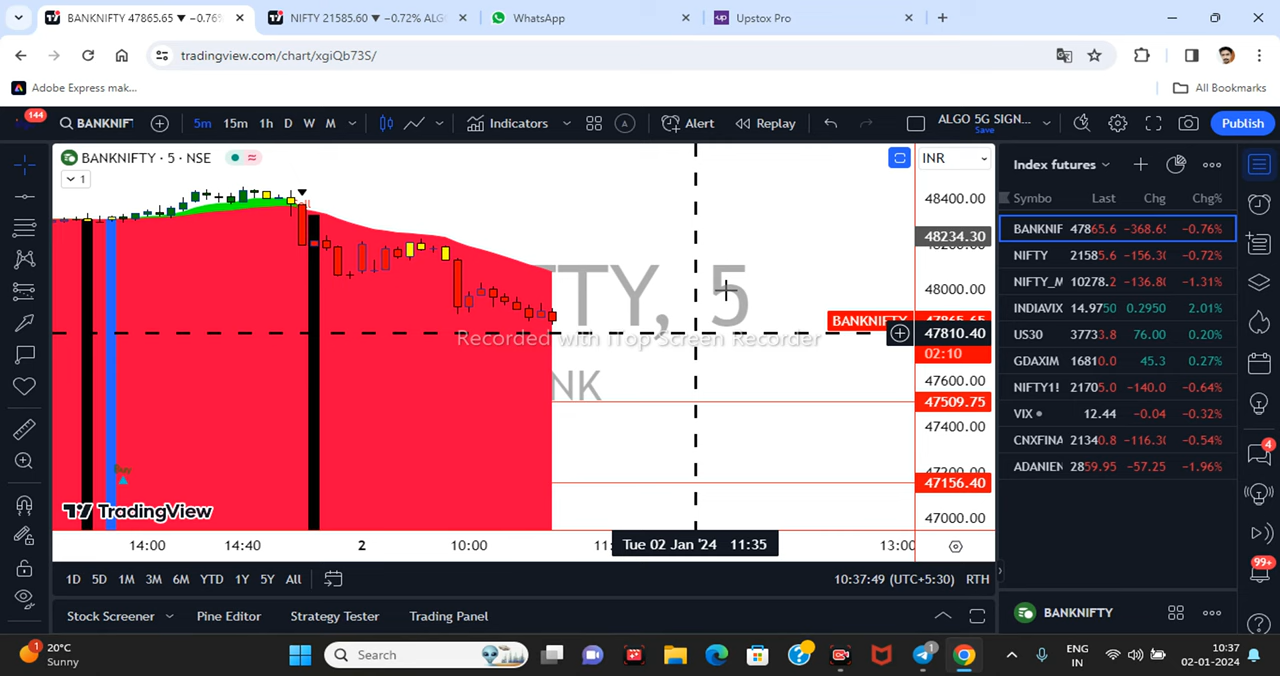 BANKNIFTY 47865.65 ▼ −0.76%
NIFTY 21585.60 ▼ −0.72% ALG
WhatsApp
Upstox Pro
tradingview.com/chart/xgiQb73S/
Adobe Express mak...
All Bookmarks
144
BANKNIFT
5m
15m
1h
D
W
M
Indicators
Alert
Replay
ALGO 5G SIGN...
Save
Publish
BANKNIFTY · 5 · NSE
INR
Index futures
1
Symbo
Last
Chg
Chg%
48400.00
48234.30
48000.00
BANKNIFTY 47865.65
47810.40
02:10
47600.00
47509.75
47400.00
47156.40
47000.00
BANKNIF 47865.6 −368.65 −0.76%
NIFTY 21585.6 −156.30 −0.72%
NIFTY_M 10278.2 −136.80 −1.31%
INDIAVIX 14.9750 0.2950 2.01%
US30 37733.8 76.00 0.20%
GDAXIM 16810.0 45.3 0.27%
NIFTY1! 21705.0 −140.0 −0.64%
VIX 12.44 −0.04 −0.32%
CNXFINA 21340.8 −116.30 −0.54%
ADANIEN 2859.95 −57.25 −1.96%
TY, 5
NK
Recorded with iTop Screen Recorder
TradingView
14:00
14:40
2
10:00
11:
Tue 02 Jan '24 11:35
13:00
1D
5D
1M
3M
6M
YTD
1Y
5Y
All
10:37:49 (UTC+5:30)
RTH
Stock Screener
Pine Editor
Strategy Tester
Trading Panel
BANKNIFTY
4
99+
1
20°C
Sunny
Search
1
ENG
IN
10:37
02-01-2024